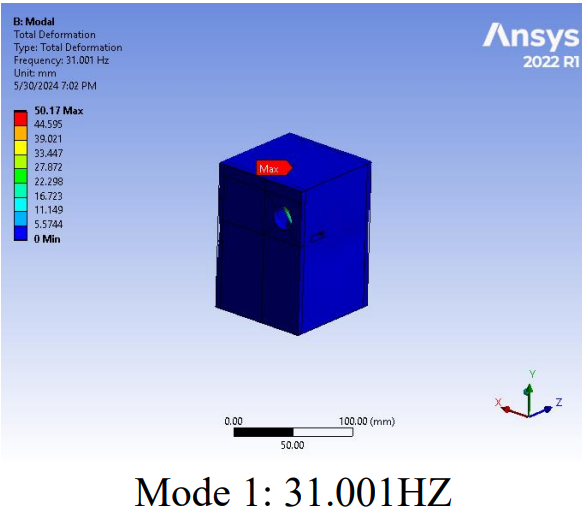 B: Modal
Total Deformation
Type: Total Deformation
Frequency: 31.001 Hz
Unit: mm
5/30/2024 7:02 PM
Ansys
2022 R1
50.17 Max
44.595
39.021
33.447
27.872
22.298
16.723
11.149
5.5744
0 Min
Max
Y
X
Z
0.00
100.00 (mm)
50.00
Mode 1: 31.001HZ